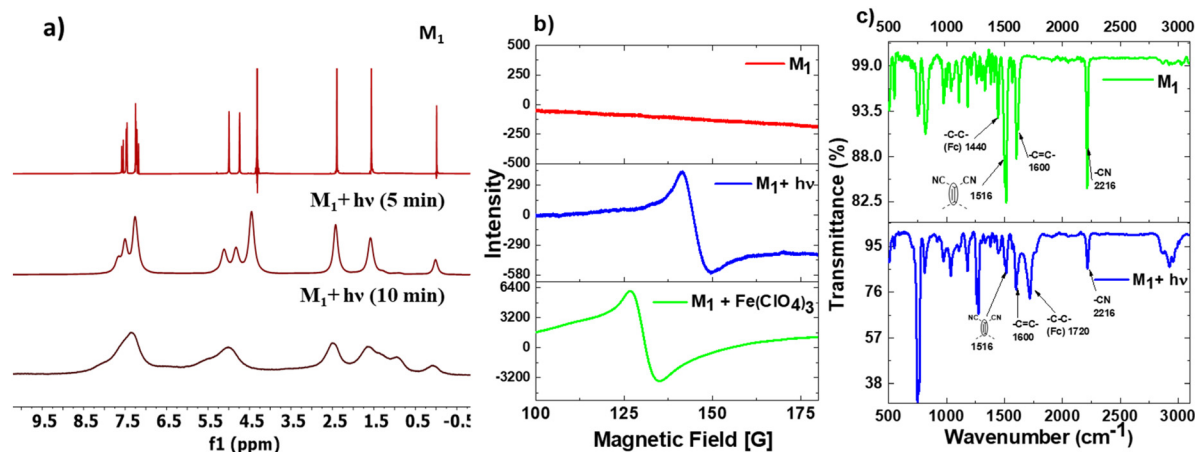 a)
M1
M1+ hν (5 min)
M1+ hν (10 min)
9.5 8.5 7.5 6.5 5.5 4.5 3.5 2.5 1.5 0.5 -0.5
f1 (ppm)
b)
500
250
0
-250
-500
M1
290
0
-290
-580
M1+ hν
6400
3200
0
-3200
M1 + Fe(ClO4)3
100 125 150 175
Intensity
Magnetic Field [G]
c)
500 1000 1500 2000 2500 3000
99.0
93.5
88.0
82.5
M1
-C-C-
(Fc) 1440
-C=C-
1600
NC CN
1516
-CN
2216
95
76
57
38
M1 + hν
NC CN
1516
-C=C-
1600
-C-C-
(Fc) 1720
-CN
2216
500 1000 1500 2000 2500 3000
Transmittance (%)
Wavenumber (cm-1)